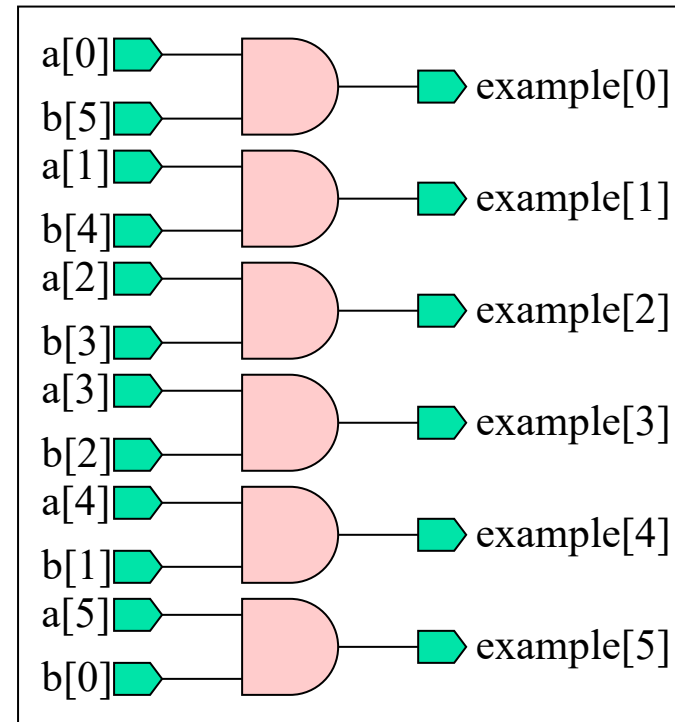 a[0]
example[0]
b[5]
a[1]
example[1]
b[4]
a[2]
example[2]
b[3]
a[3]
example[3]
b[2]
a[4]
example[4]
b[1]
a[5]
example[5]
b[0]